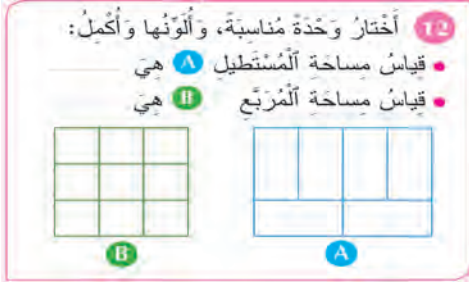 12 أَخْتارُ وَحْدَةً مُناسِبَةً، وَأُلَوِّنُها وَأُكْمِلُ:
• قِياسُ مِساحَةِ ٱلْمُسْتَطيلِ A هِيَ
• قِياسُ مِساحَةِ ٱلْمُرَبَّعِ B هِيَ
B A